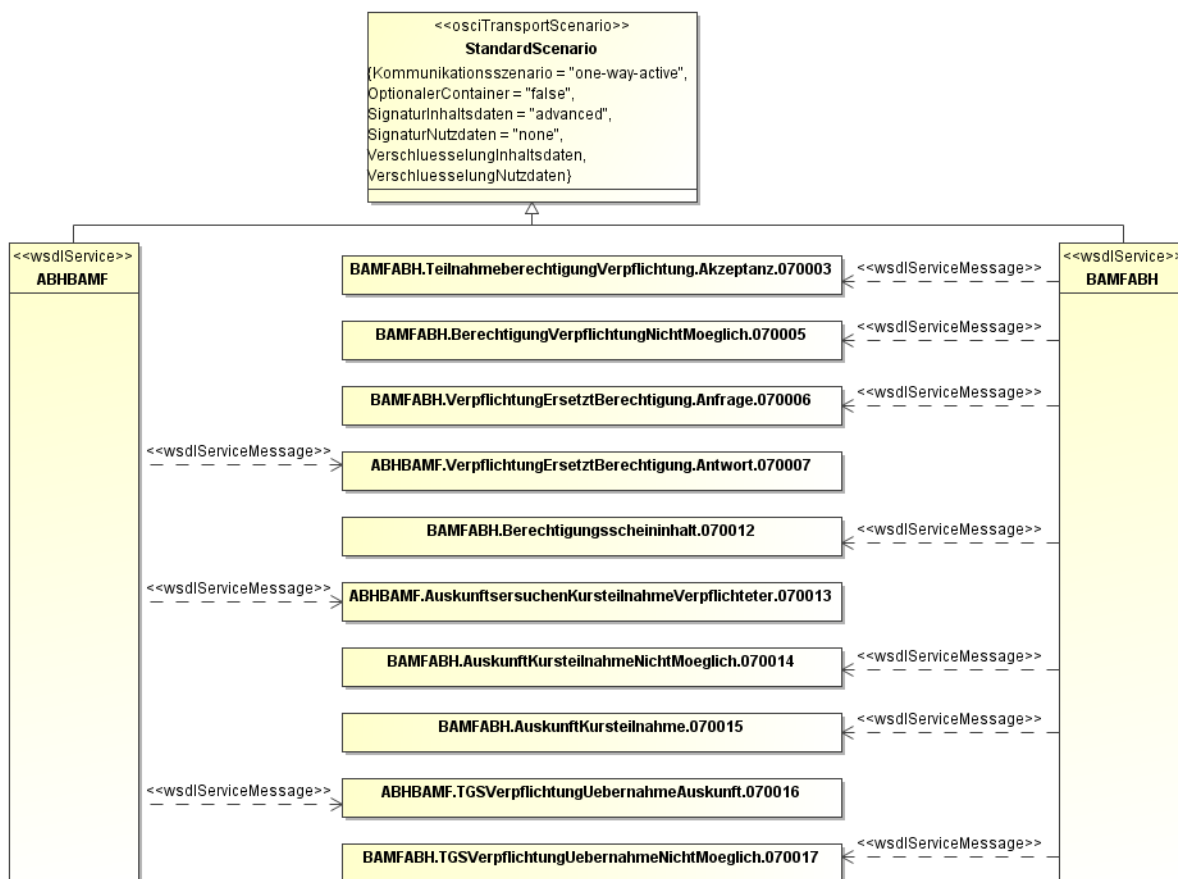 <<osciTransportScenario>>
StandardScenario
{Kommunikationsszenario = "one-way-active",
OptionalerContainer = "false",
SignaturInhaltsdaten = "advanced",
SignaturNutzdaten = "none",
VerschluesselungInhaltsdaten,
VerschluesselungNutzdaten}
<<wsdlService>>
ABHBAMF
<<wsdlService>>
BAMFABH
BAMFABH.TeilnahmeberechtigungVerpflichtung.Akzeptanz.070003
<<wsdlServiceMessage>>
BAMFABH.BerechtigungVerpflichtungNichtMoeglich.070005
<<wsdlServiceMessage>>
BAMFABH.VerpflichtungErsetztBerechtigung.Anfrage.070006
<<wsdlServiceMessage>>
<<wsdlServiceMessage>>
ABHBAMF.VerpflichtungErsetztBerechtigung.Antwort.070007
BAMFABH.Berechtigungsscheininhalt.070012
<<wsdlServiceMessage>>
<<wsdlServiceMessage>>
ABHBAMF.AuskunftsersuchenKursteilnahmeVerpflichteter.070013
BAMFABH.AuskunftKursteilnahmeNichtMoeglich.070014
<<wsdlServiceMessage>>
BAMFABH.AuskunftKursteilnahme.070015
<<wsdlServiceMessage>>
<<wsdlServiceMessage>>
ABHBAMF.TGSVerpflichtungUebernahmeAuskunft.070016
BAMFABH.TGSVerpflichtungUebernahmeNichtMoeglich.070017
<<wsdlServiceMessage>>